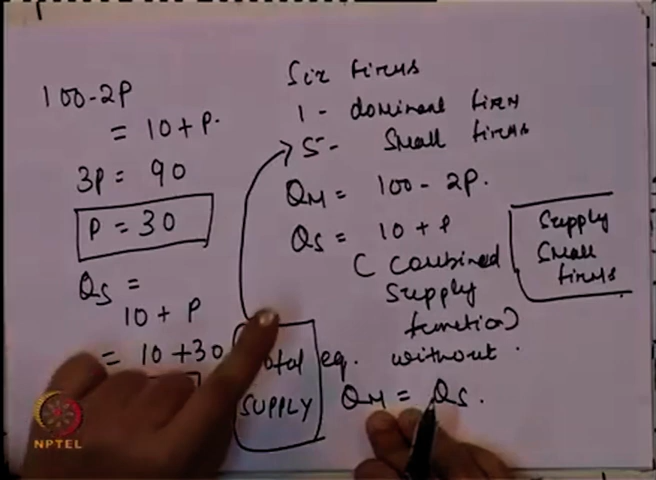 100-2P
= 10+P.
3P = 90
P = 30
QS =
10 + P
= 10 +30
Six firms
1 - dominant firm
5 - Small firms
QM = 100 - 2P.
QS = 10 + P
( Combined
Supply
function)
Supply
Small
firms
eq. without
SUPPLY
QM = QS.
NPTEL